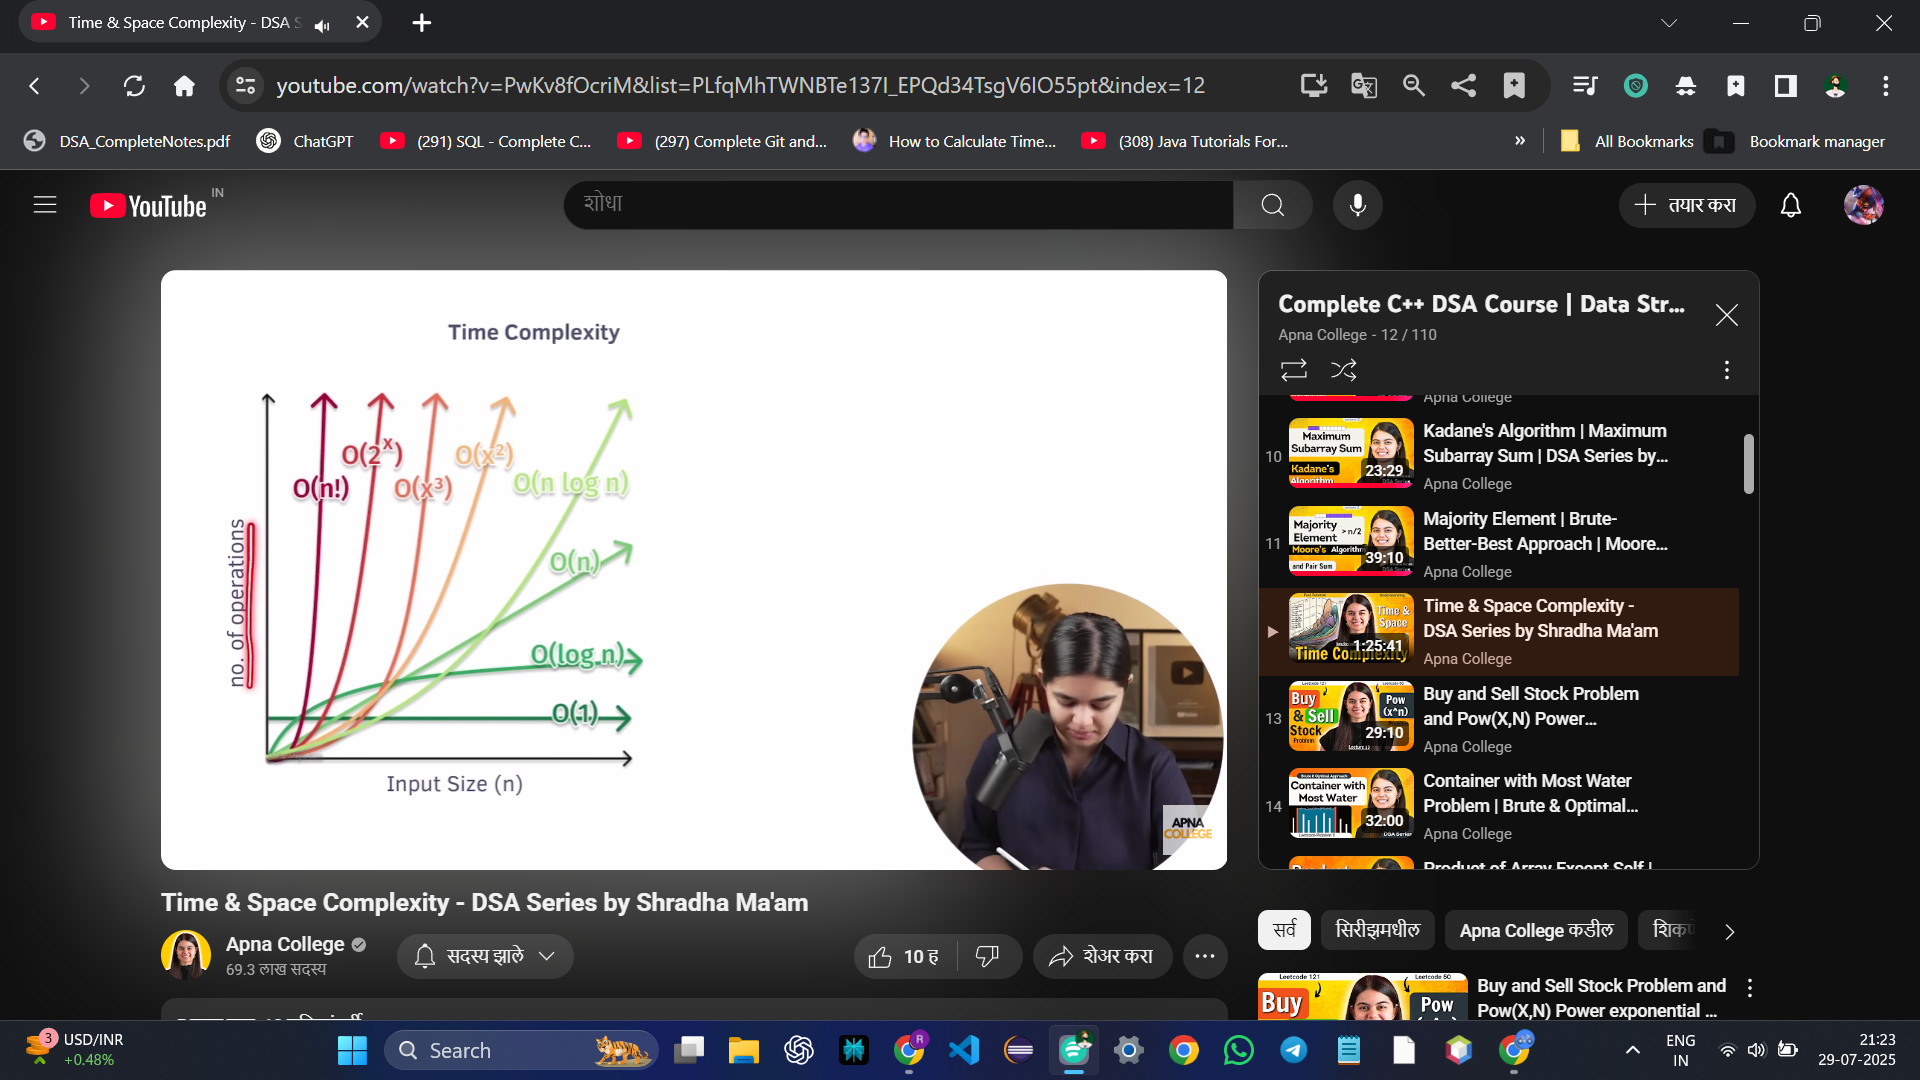 Time & Space Complexity - DSA S
youtube.com/watch?v=PwKv8fOcriM&list=PLfqMhTWNBTe137I_EPQd34TsgV6IO55pt&index=12
DSA_CompleteNotes.pdf
ChatGPT
(291) SQL - Complete C...
(297) Complete Git and...
How to Calculate Time...
(308) Java Tutorials For...
»
All Bookmarks
Bookmark manager
YouTube IN
शोधा
तयार करा
Time Complexity
O(n!)
O(2^x)
O(x³)
O(x²)
O(n log n)
O(n)
O(log n)
O(1)
no. of operations
Input Size (n)
APNA
COLLEGE
Complete C++ DSA Course | Data Str...
Apna College - 12 / 110
Apna College
10
Maximum
Subarray Sum
Kadane's
Algorithm
23:29
Kadane's Algorithm | Maximum
Subarray Sum | DSA Series by...
Apna College
11
Majority
Element > n/2
Moore's Algorithm
and Pair Sum
39:10
Majority Element | Brute-
Better-Best Approach | Moore...
Apna College
Time &
Space
Time Complexity
1:25:41
Time & Space Complexity -
DSA Series by Shradha Ma'am
Apna College
13
Buy
& Sell
Stock
Problem
Pow
(x^n)
29:10
Buy and Sell Stock Problem
and Pow(X,N) Power...
Apna College
14
Container with
Most Water
32:00
Container with Most Water
Problem | Brute & Optimal...
Apna College
Product of Array Except Self |
Time & Space Complexity - DSA Series by Shradha Ma'am
Apna College
69.3 लाख सदस्य
सदस्य झाले
10 ह
शेअर करा
सर्व
सिरीझमधील
Apna College कडील
Leetcode 121
Leetcode 50
Buy
Pow
Buy and Sell Stock Problem and
Pow(X,N) Power exponential ...
3
USD/INR
+0.48%
Search
R
ENG
IN
21:23
29-07-2025